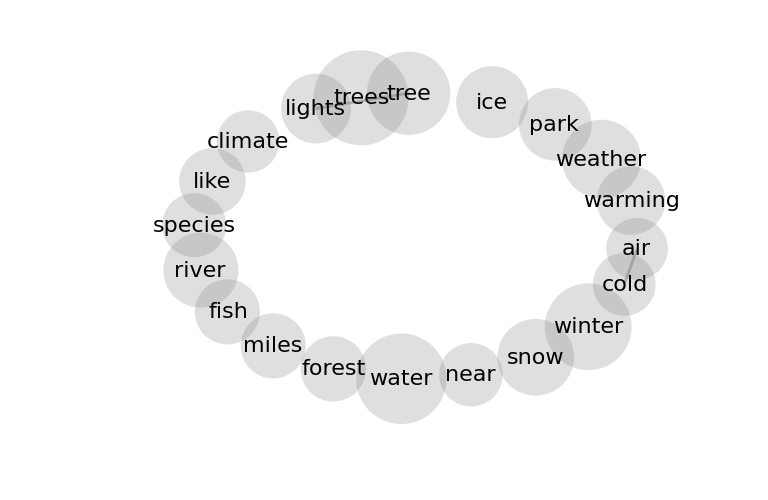 trees
tree
ice
lights
park
climate
weather
like
warming
species
air
river
cold
fish
winter
miles
snow
forest
water
near